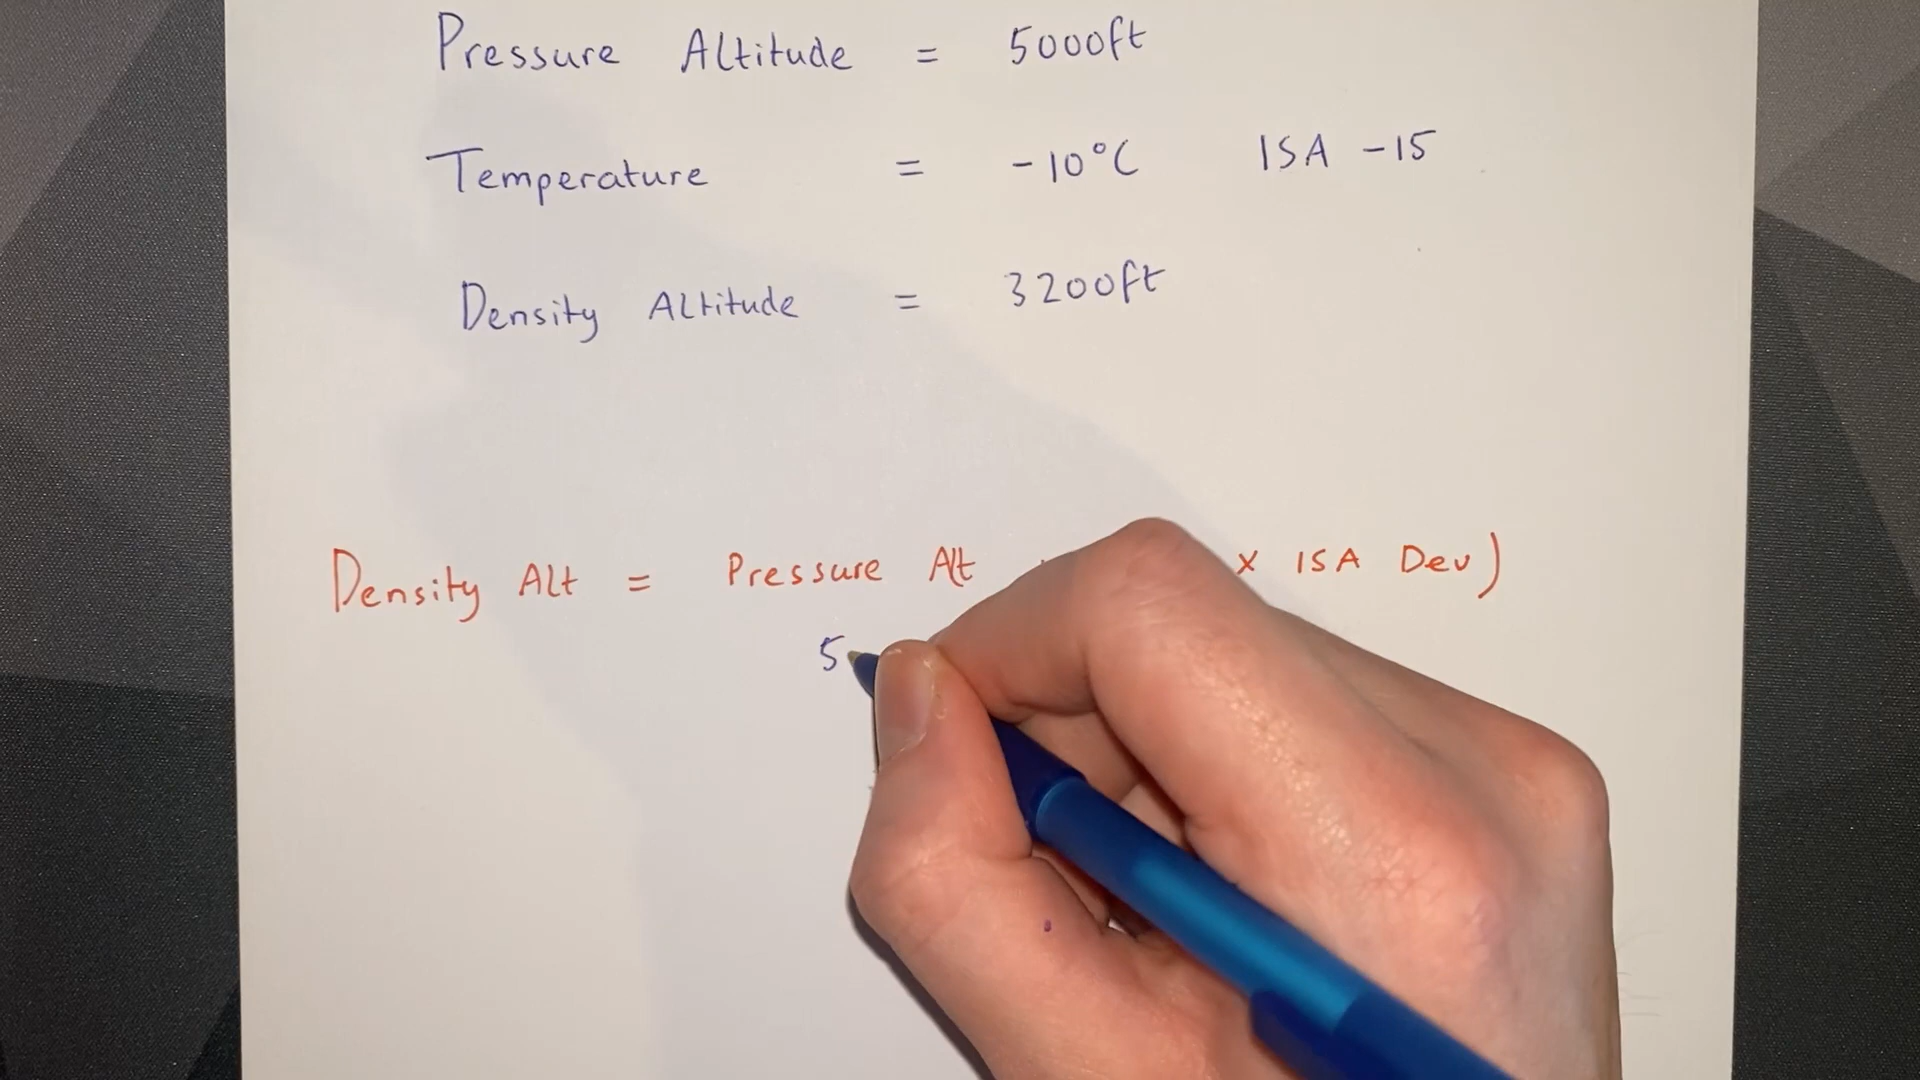 Pressure Altitude = 5000ft
Temperature = -10°C ISA -15
Density Altitude = 3200ft
Density Alt = Pressure Alt x ISA Dev)
5